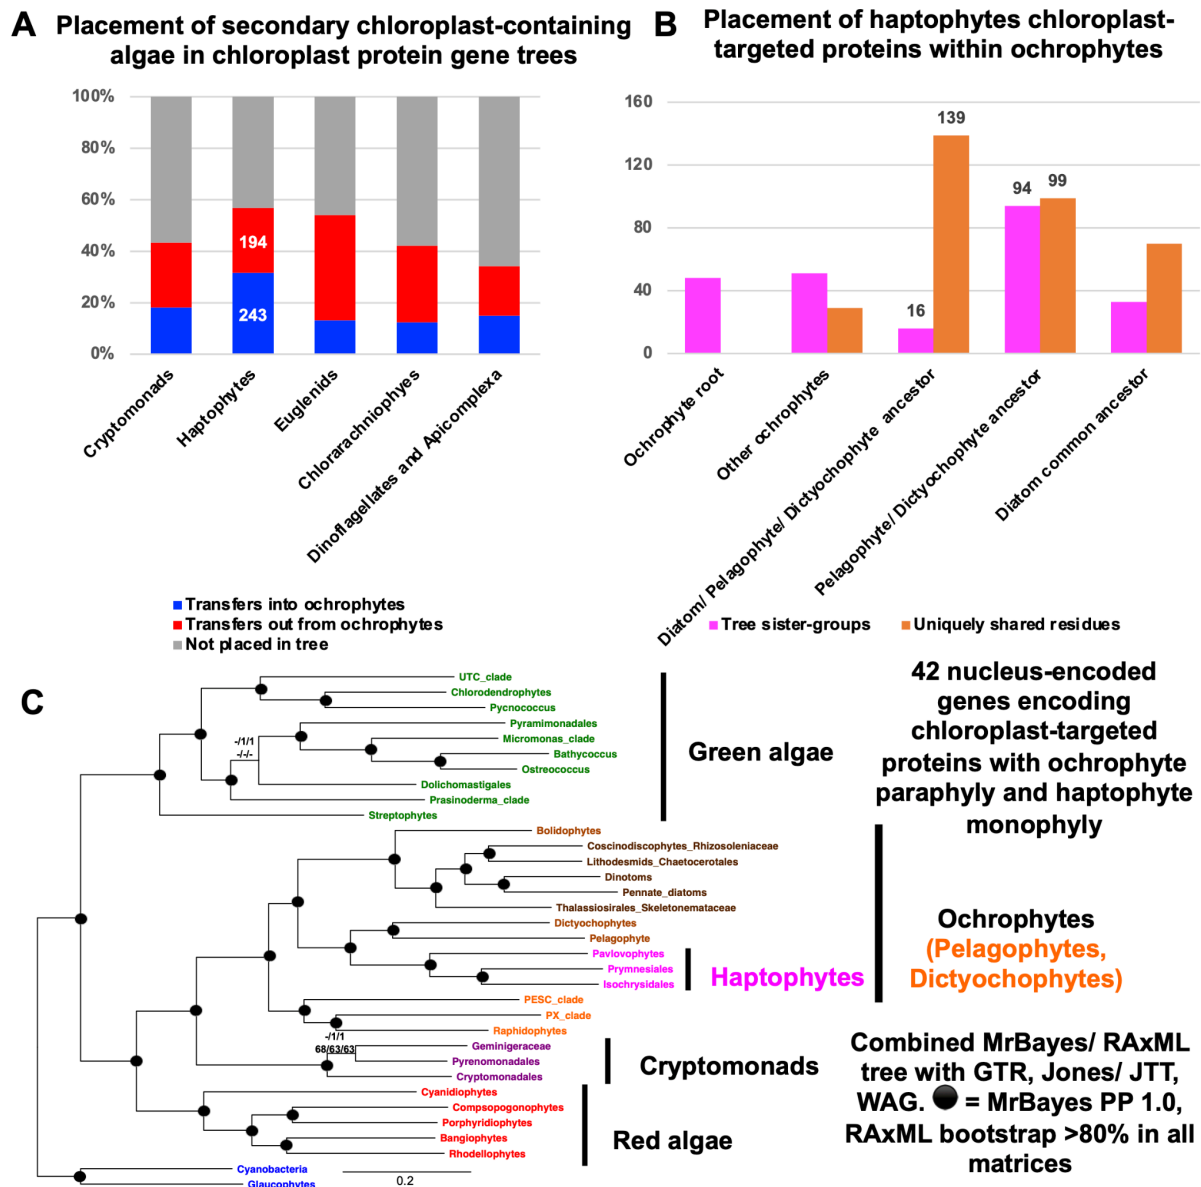 A
Placement of secondary chloroplast-containing
algae in chloroplast protein gene trees
100%
80%
60%
40%
20%
0%
194
243
Cryptomonads
Haptophytes
Euglenids
Chlorarachniophyes
Dinoflagellates and Apicomplexa
Transfers into ochrophytes
Transfers out from ochrophytes
Not placed in tree
B
Placement of haptophytes chloroplast-
targeted proteins within ochrophytes
160
120
80
40
0
16
139
94
99
Ochrophyte root
Other ochrophytes
Diatom/ Pelagophyte/ Dictyochophyte ancestor
Pelagophyte/ Dictyochophyte ancestor
Diatom common ancestor
Tree sister-groups
Uniquely shared residues
C
UTC_clade
Chlorodendrophytes
Pycnococcus
Pyramimonadales
-/1/1
-/-/-
Micromonas_clade
Bathycoccus
Ostreococcus
Dolichomastigales
Prasinoderma_clade
Streptophytes
Bolidophytes
Coscinodiscophytes_Rhizosoleniaceae
Lithodesmids_Chaetocerotales
Dinotoms
Pennate_diatoms
Thalassiosirales_Skeletonemataceae
Dictyochophytes
Pelagophyte
Pavlovophytes
Prymnesiales
Isochrysidales
PESC_clade
PX_clade
Raphidophytes
-/1/1
68/63/63
Geminigeraceae
Pyrenomonadales
Cryptomonadales
Cyanidiophytes
Compsopogonophytes
Porphyridiophytes
Bangiophytes
Rhodellophytes
Cyanobacteria
Glaucophytes
0.2
Green algae
Haptophytes
Cryptomonads
Red algae
42 nucleus-encoded
genes encoding
chloroplast-targeted
proteins with ochrophyte
paraphyly and haptophyte
monophyly
Ochrophytes
(Pelagophytes,
Dictyochophytes)
Combined MrBayes/ RAxML
tree with GTR, Jones/ JTT,
WAG. = MrBayes PP 1.0,
RAxML bootstrap >80% in all
matrices